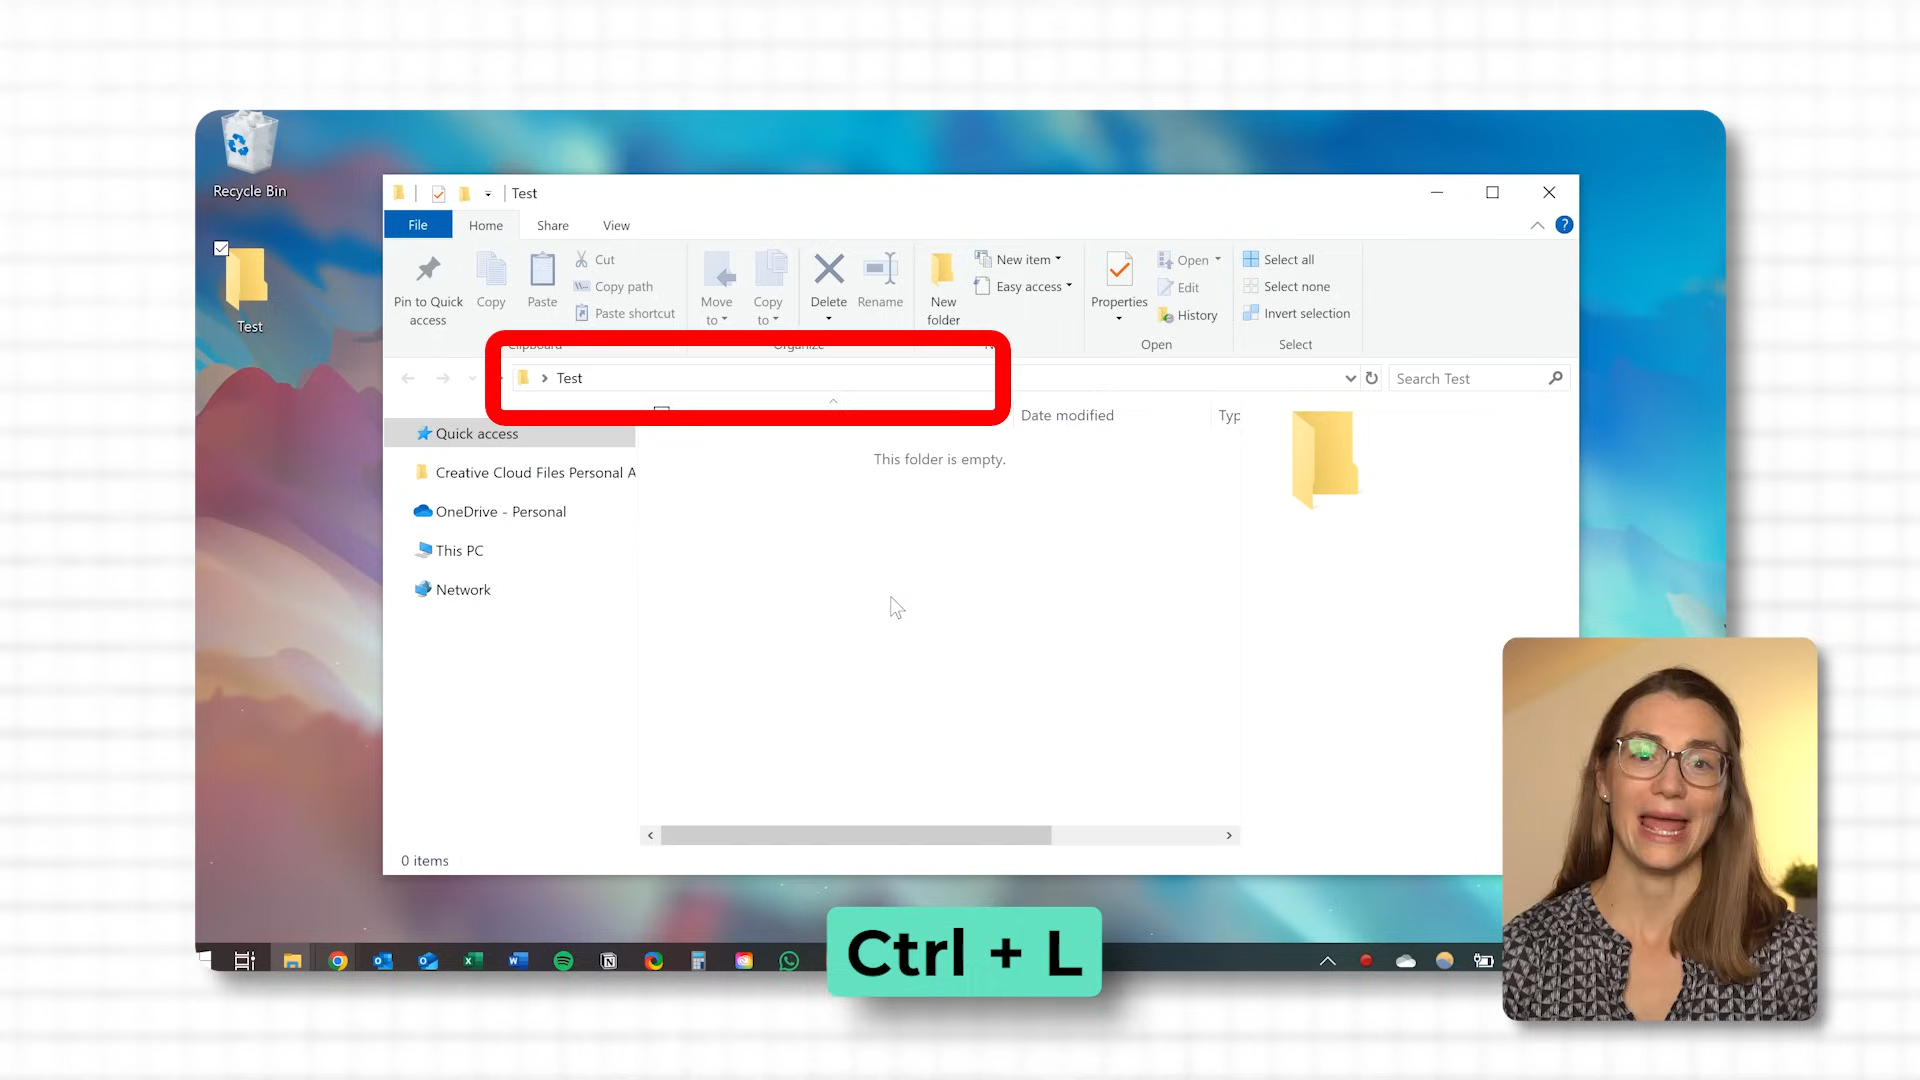 Recycle Bin
Test
Test
File Home Share View
Pin to Quick access
Copy
Paste
Cut
Copy path
Paste shortcut
Move to
Copy to
Delete
Rename
New folder
New item
Easy access
Properties
Open
Edit
History
Select all
Select none
Invert selection
Clipboard Organize Open Select
Test
Search Test
Date modified Typ
Quick access
Creative Cloud Files Personal A
OneDrive - Personal
This PC
Network
This folder is empty.
0 items
Ctrl + L